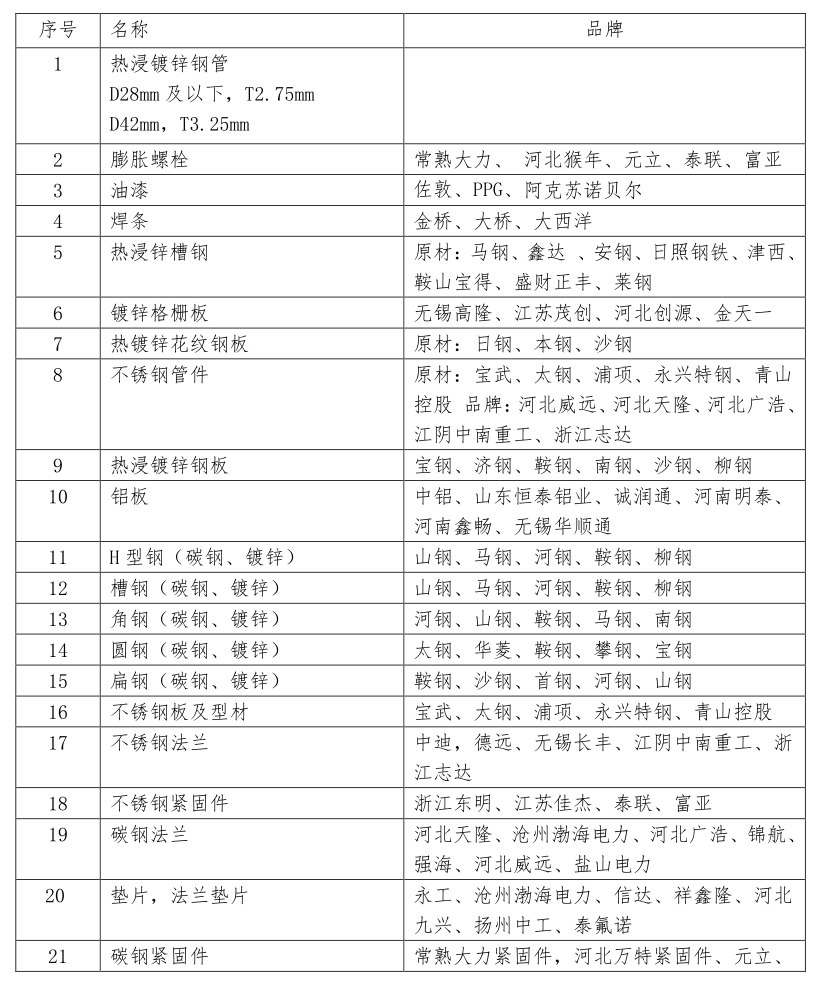 序号 名称 品牌
1 热浸镀锌钢管
D28mm 及以下，T2.75mm
D42mm，T3.25mm
2 膨胀螺栓 常熟大力、 河北猴年、元立、泰联、富亚
3 油漆 佐敦、PPG、阿克苏诺贝尔
4 焊条 金桥、大桥、大西洋
5 热浸锌槽钢 原材：马钢、鑫达 、安钢、日照钢铁、津西、
鞍山宝得、盛财正丰、莱钢
6 镀锌格栅板 无锡高隆、江苏茂创、河北创源、金天一
7 热镀锌花纹钢板 原材：日钢、本钢、沙钢
8 不锈钢管件 原材：宝武、太钢、浦项、永兴特钢、青山
控股 品牌：河北威远、河北天隆、河北广浩、
江阴中南重工、浙江志达
9 热浸镀锌钢板 宝钢、济钢、鞍钢、南钢、沙钢、柳钢
10 铝板 中铝、山东恒泰铝业、诚润通、河南明泰、
河南鑫畅、无锡华顺通
11 H 型钢（碳钢、镀锌） 山钢、马钢、河钢、鞍钢、柳钢
12 槽钢（碳钢、镀锌） 山钢、马钢、河钢、鞍钢、柳钢
13 角钢（碳钢、镀锌） 河钢、山钢、鞍钢、马钢、南钢
14 圆钢（碳钢、镀锌） 太钢、华菱、鞍钢、攀钢、宝钢
15 扁钢（碳钢、镀锌） 鞍钢、沙钢、首钢、河钢、山钢
16 不锈钢板及型材 宝武、太钢、浦项、永兴特钢、青山控股
17 不锈钢法兰 中迪，德远、无锡长丰、江阴中南重工、浙
江志达
18 不锈钢紧固件 浙江东明、江苏佳杰、泰联、富亚
19 碳钢法兰 河北天隆、沧州渤海电力、河北广浩、锦航、
强海、河北威远、盐山电力
20 垫片，法兰垫片 永工、沧州渤海电力、信达、祥鑫隆、河北
九兴、扬州中工、泰氟诺
21 碳钢紧固件 常熟大力紧固件，河北万特紧固件、元立、